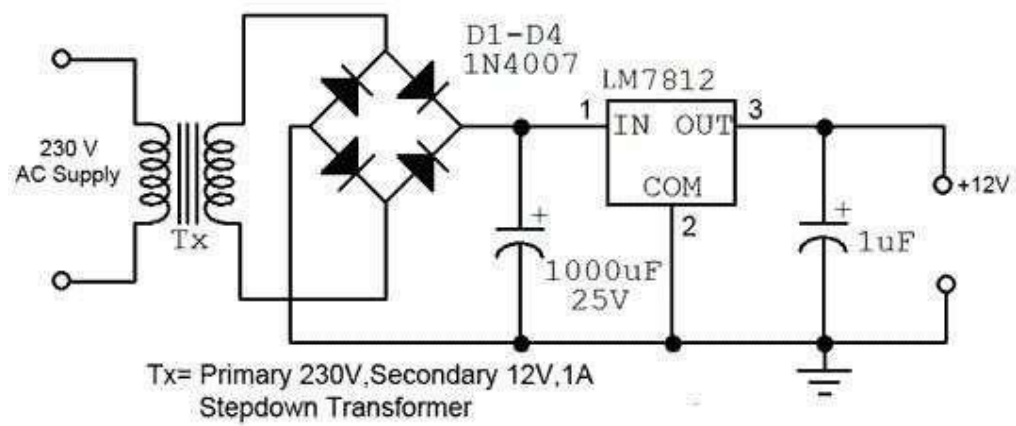 D1-D4
1N4007
LM7812
1
IN OUT
3
COM
2
230 V
AC Supply
Tx
+
1000uF
25V
+
1uF
+12V
Tx= Primary 230V,Secondary 12V,1A
Stepdown Transformer